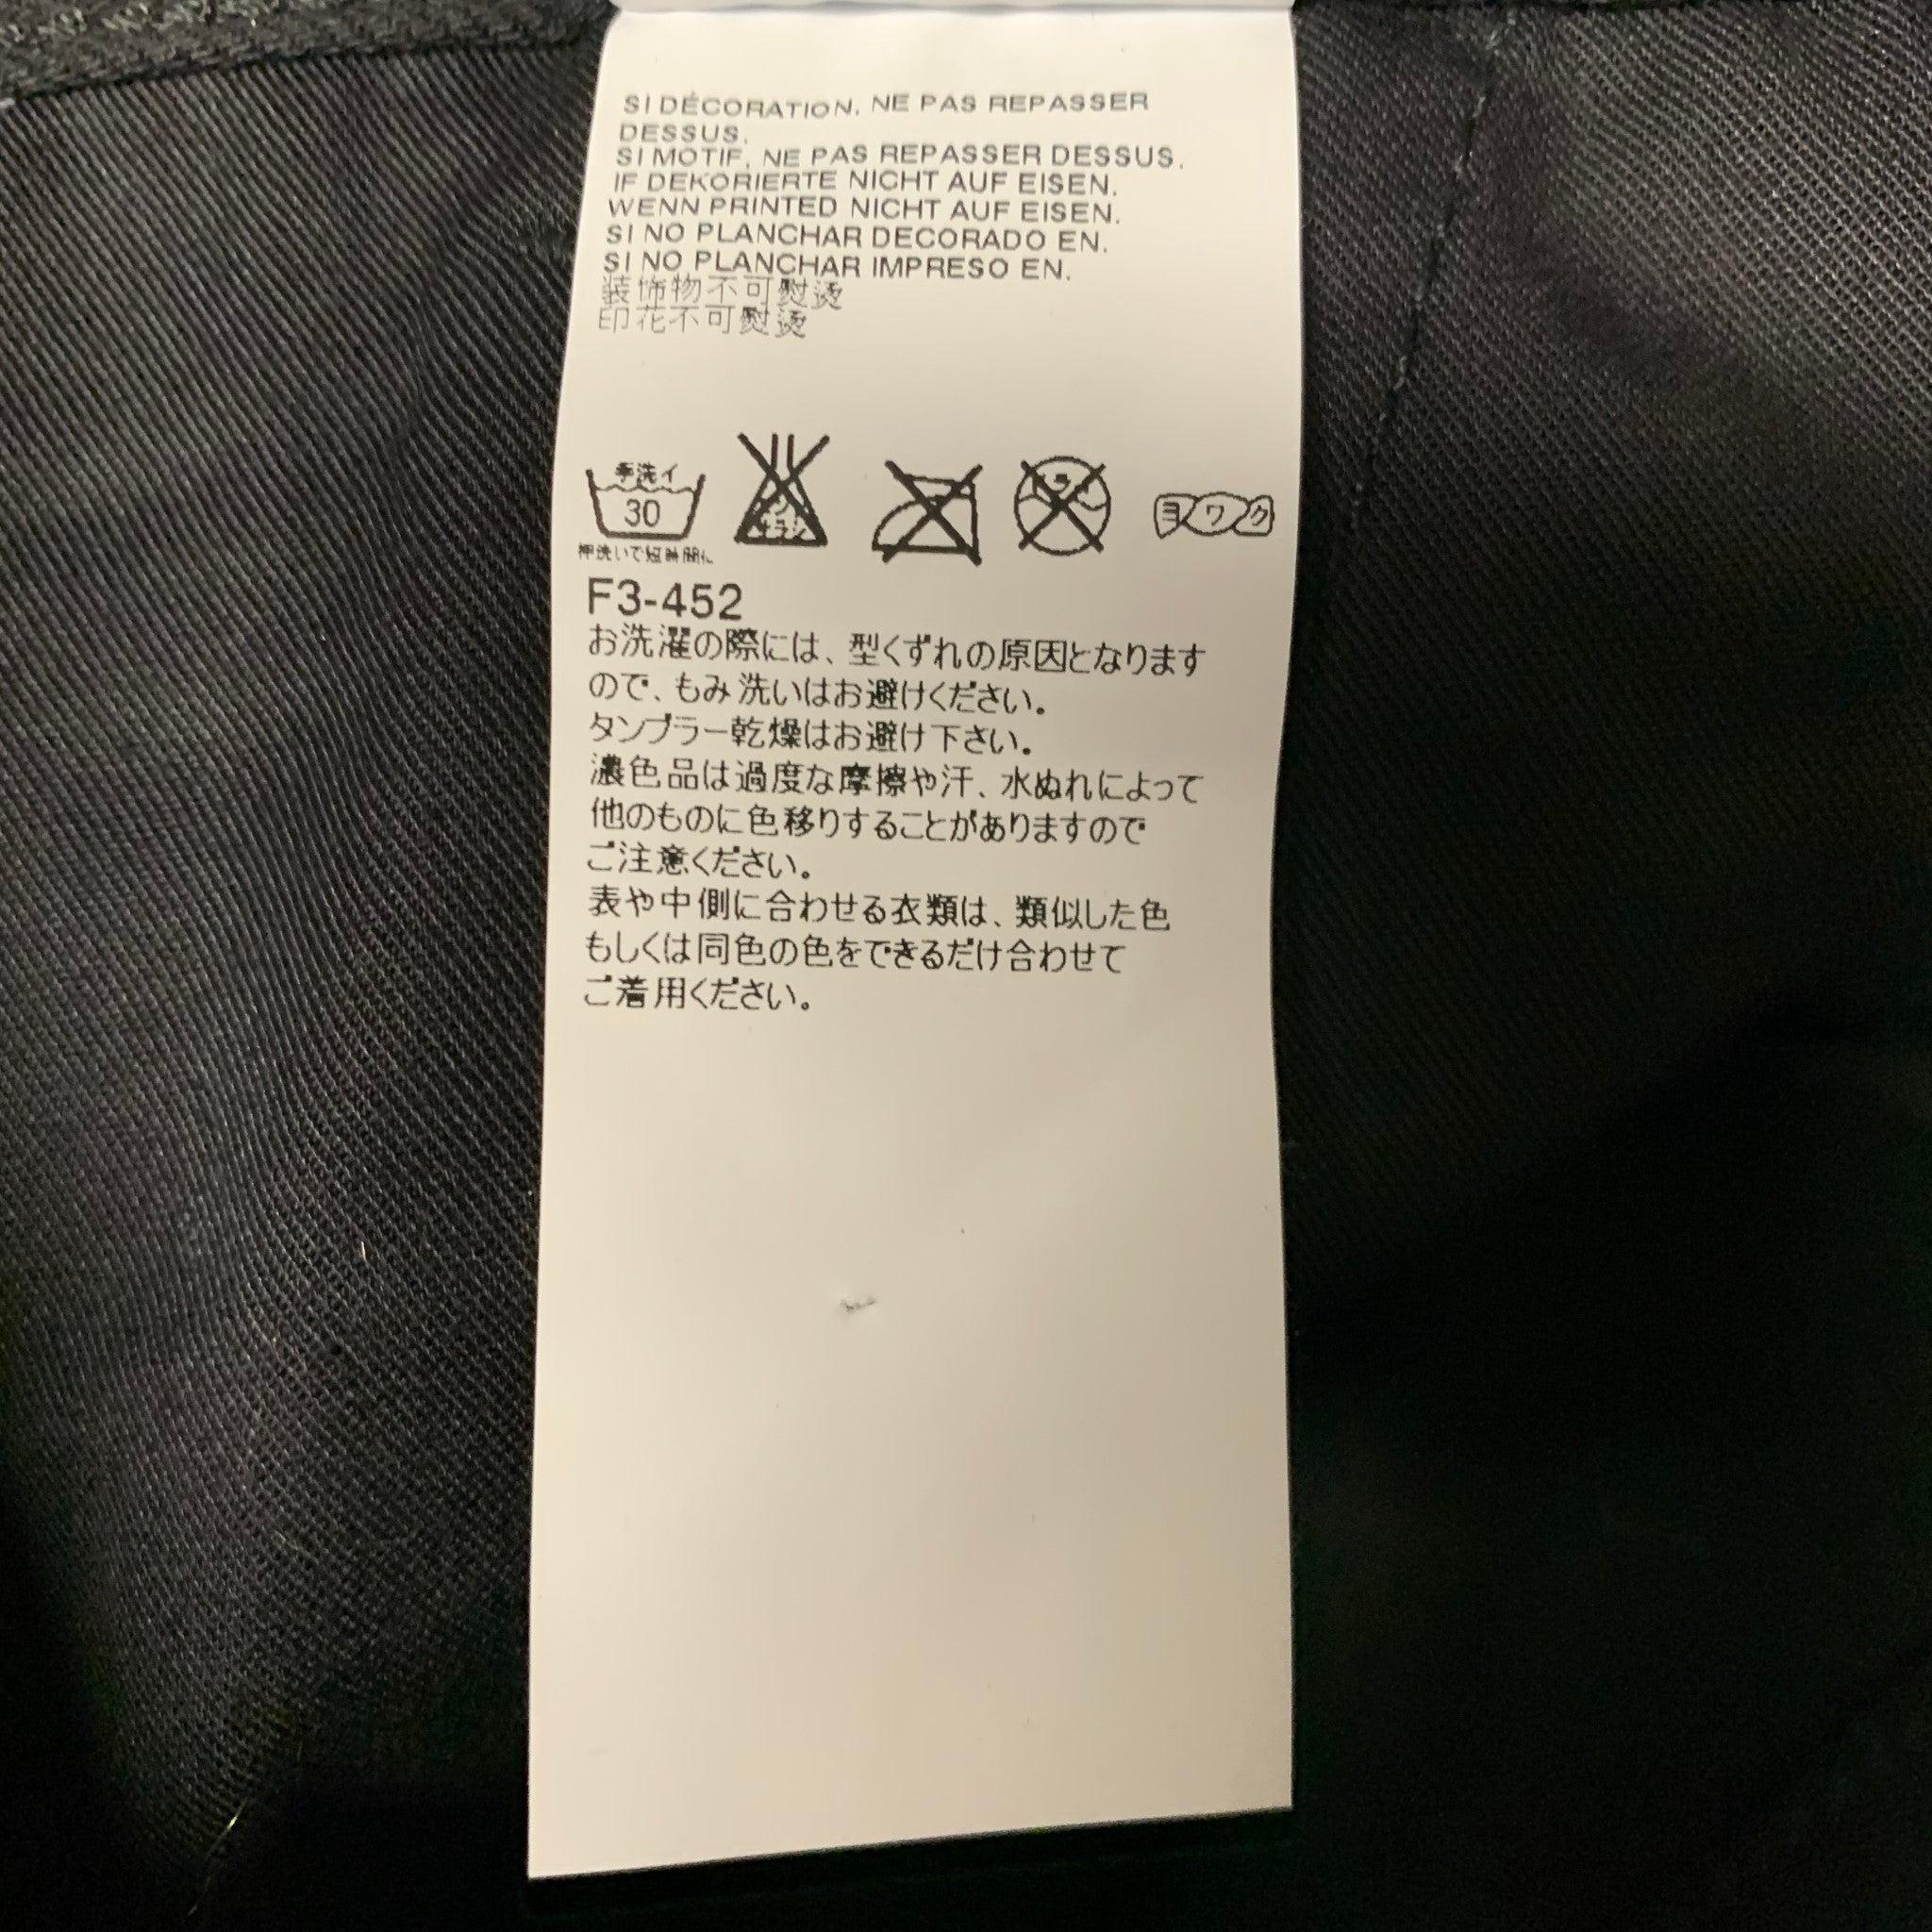 SI DÉCORATION, NE PAS REPASSER
DESSUS.
SI MOTIF, NE PAS REPASSER DESSUS.
IF DEKORIERTE NICHT AUF EISEN.
WENN PRINTED NICHT AUF EISEN.
SI NO PLANCHAR DECORADO EN.
SI NO PLANCHAR IMPRESO EN.
装饰物不可熨烫
印花不可熨烫
手洗イ
30
押洗いで短時間に
ヨワク
F3-452
お洗濯の際には、型くずれの原因となります
ので、もみ洗いはお避けください。
タンブラー乾燥はお避け下さい。
濃色品は過度な摩擦や汗、水ぬれによって
他のものに色移りすることがありますので
ご注意ください。
表や中側に合わせる衣類は、類似した色
もしくは同色の色をできるだけ合わせて
ご着用ください。